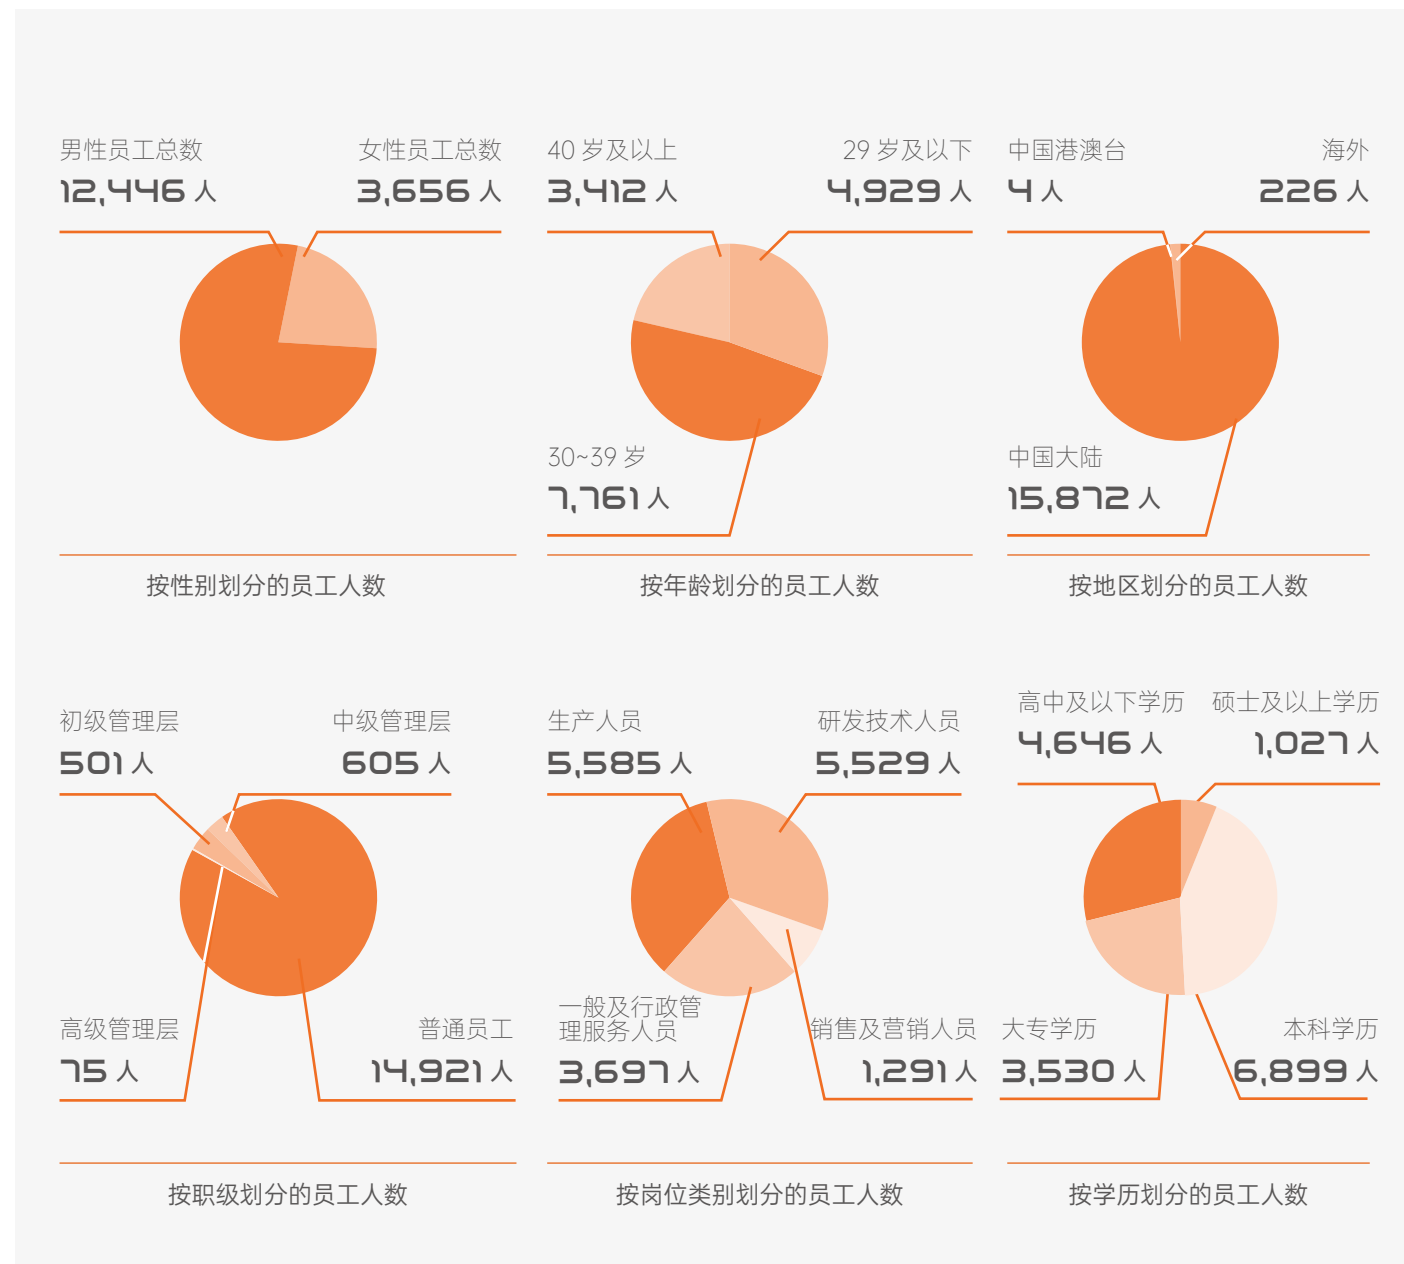 男性员工总数
12,446 人
女性员工总数
3,656 人
按性别划分的员工人数
40 岁及以上
3,412 人
29 岁及以下
4,929 人
30~39 岁
7,761 人
按年龄划分的员工人数
中国港澳台
4 人
海外
226 人
中国大陆
15,872 人
按地区划分的员工人数
初级管理层
501 人
中级管理层
605 人
高级管理层
75 人
普通员工
14,921 人
按职级划分的员工人数
生产人员
5,585 人
研发技术人员
5,529 人
一般及行政管
理服务人员
3,697 人
销售及营销人员
1,291 人
按岗位类别划分的员工人数
高中及以下学历
4,646 人
硕士及以上学历
1,027 人
大专学历
3,530 人
本科学历
6,899 人
按学历划分的员工人数